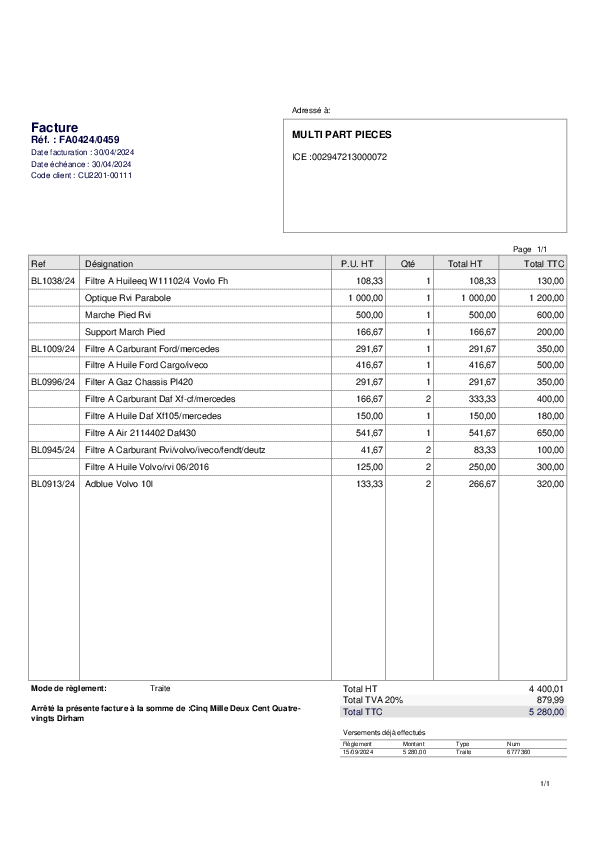 Adressé à:
Facture
Réf. : FA0424/0459
Date facturation : 30/04/2024
Date échéance : 30/04/2024
Code client : CU2201-00111
MULTI PART PIECES
ICE :002947213000072
Page 1/1
Ref Désignation P.U. HT Qté Total HT Total TTC
BL1038/24 Filtre A Huileeq W11102/4 Vovlo Fh 108,33 1 108,33 130,00
Optique Rvi Parabole 1 000,00 1 1 000,00 1 200,00
Marche Pied Rvi 500,00 1 500,00 600,00
Support March Pied 166,67 1 166,67 200,00
BL1009/24 Filtre A Carburant Ford/mercedes 291,67 1 291,67 350,00
Filtre A Huile Ford Cargo/iveco 416,67 1 416,67 500,00
BL0996/24 Filter A Gaz Chassis Pl420 291,67 1 291,67 350,00
Filtre A Carburant Daf Xf-cf/mercedes 166,67 2 333,33 400,00
Filtre A Huile Daf Xf105/mercedes 150,00 1 150,00 180,00
Filtre A Air 2114402 Daf430 541,67 1 541,67 650,00
BL0945/24 Filtre A Carburant Rvi/volvo/iveco/fendt/deutz 41,67 2 83,33 100,00
Filtre A Huile Volvo/rvi 06/2016 125,00 2 250,00 300,00
BL0913/24 Adblue Volvo 10l 133,33 2 266,67 320,00
Mode de règlement: Traite
Arrêté la présente facture à la somme de :Cinq Mille Deux Cent Quatre-
vingts Dirham
Total HT 4 400,01
Total TVA 20% 879,99
Total TTC 5 280,00
Versements déjà effectués
Règlement Montant Type Num
15/09/2024 5 280,00 Traite 6777360
1/1